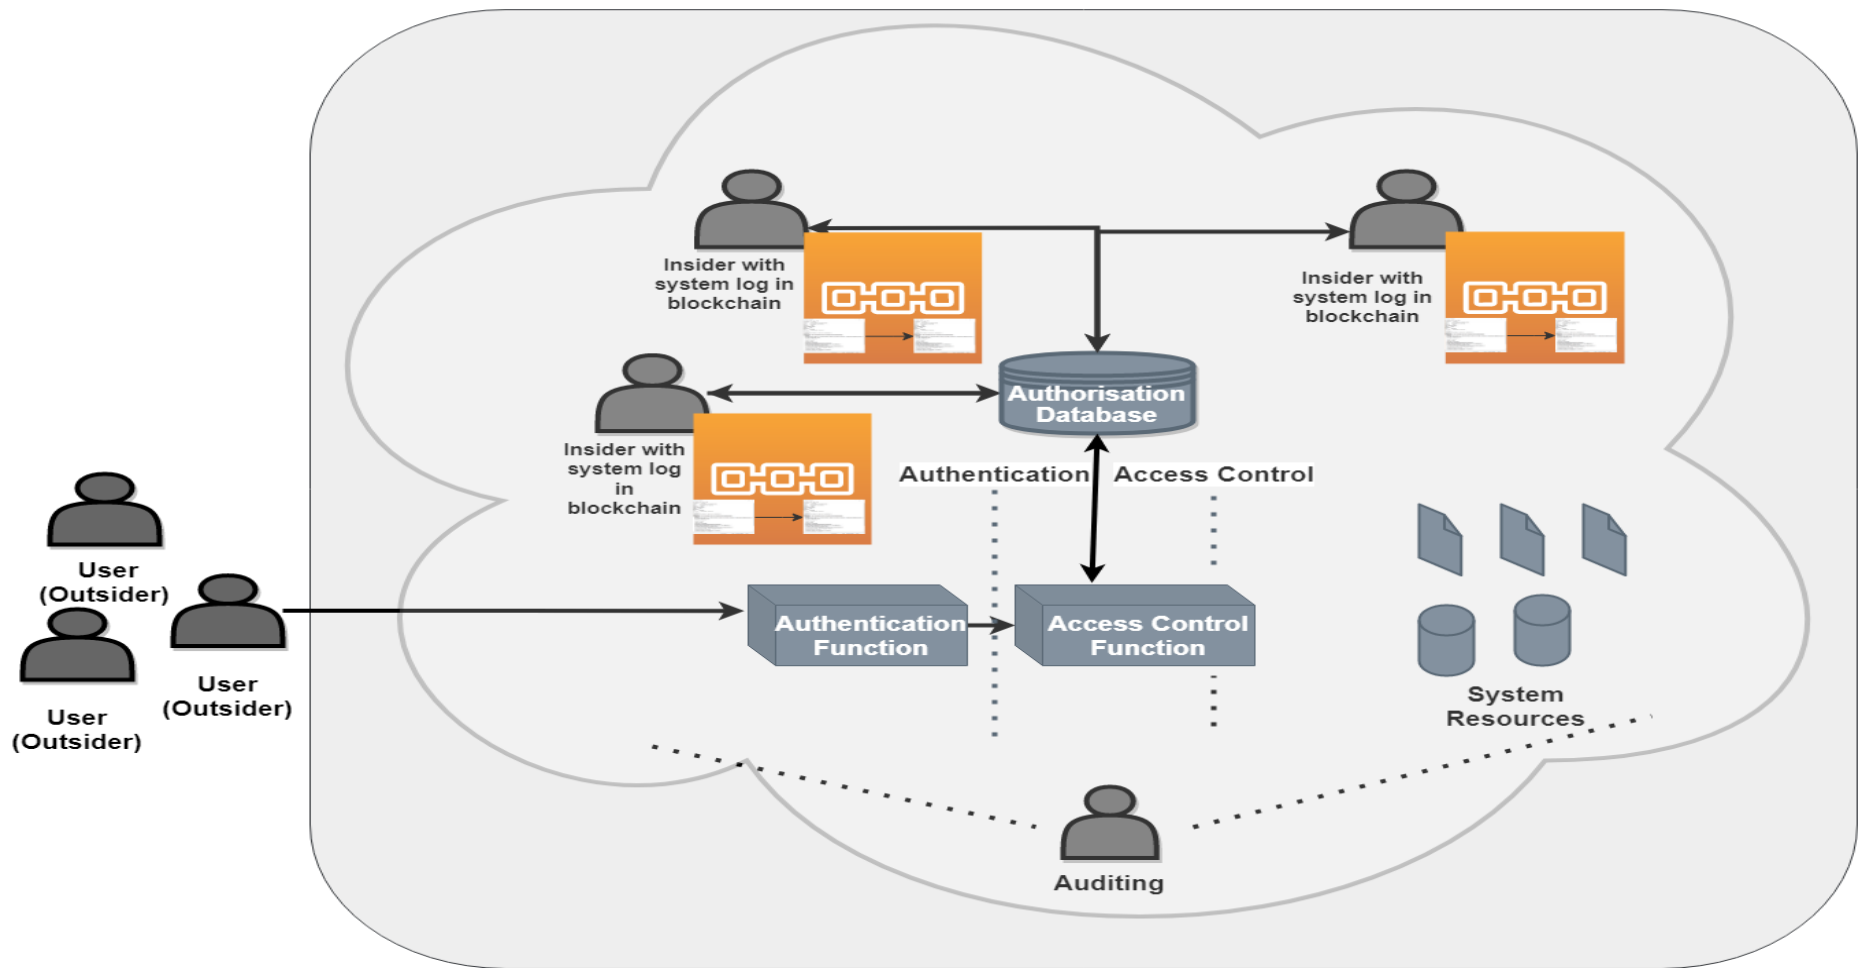 Insider with
system log in
blockchain
Insider with
system log in
blockchain
Authorisation
Database
Insider with
system log
in
blockchain
Authentication
Access Control
User
(Outsider)
User
(Outsider)
User
(Outsider)
Authentication
Function
Access Control
Function
System
Resources
Auditing